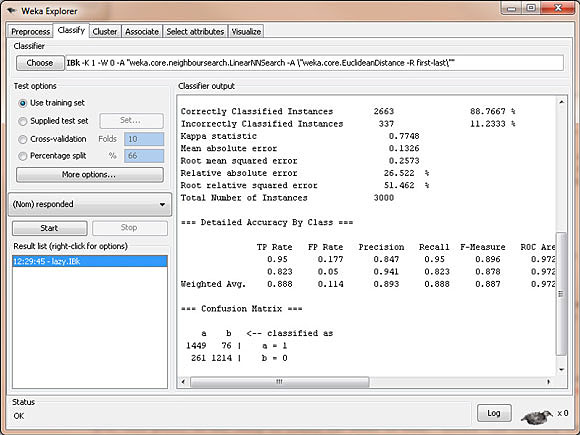 Weka Explorer
Preprocess Classify Cluster Associate Select attributes Visualize
Classifier
Choose IBk -K 1 -W 0 -A "weka.core.neighboursearch.LinearNNSearch -A \"weka.core.EuclideanDistance -R first-last\""
Test options
Use training set
Supplied test set Set...
Cross-validation Folds 10
Percentage split % 66
More options...
(Nom) responded
Start Stop
Result list (right-click for options)
12:29:45 - lazy.IBk
Classifier output
Correctly Classified Instances 2663 88.7667 %
Incorrectly Classified Instances 337 11.2333 %
Kappa statistic 0.7748
Mean absolute error 0.1326
Root mean squared error 0.2573
Relative absolute error 26.522 %
Root relative squared error 51.462 %
Total Number of Instances 3000
=== Detailed Accuracy By Class ===
TP Rate FP Rate Precision Recall F-Measure ROC Are
0.95 0.177 0.847 0.95 0.896 0.972
0.823 0.05 0.941 0.823 0.878 0.972
Weighted Avg. 0.888 0.114 0.893 0.888 0.887 0.972
=== Confusion Matrix ===
a b <-- classified as
1449 76 | a = 1
261 1214 | b = 0
Status
OK
Log
x 0